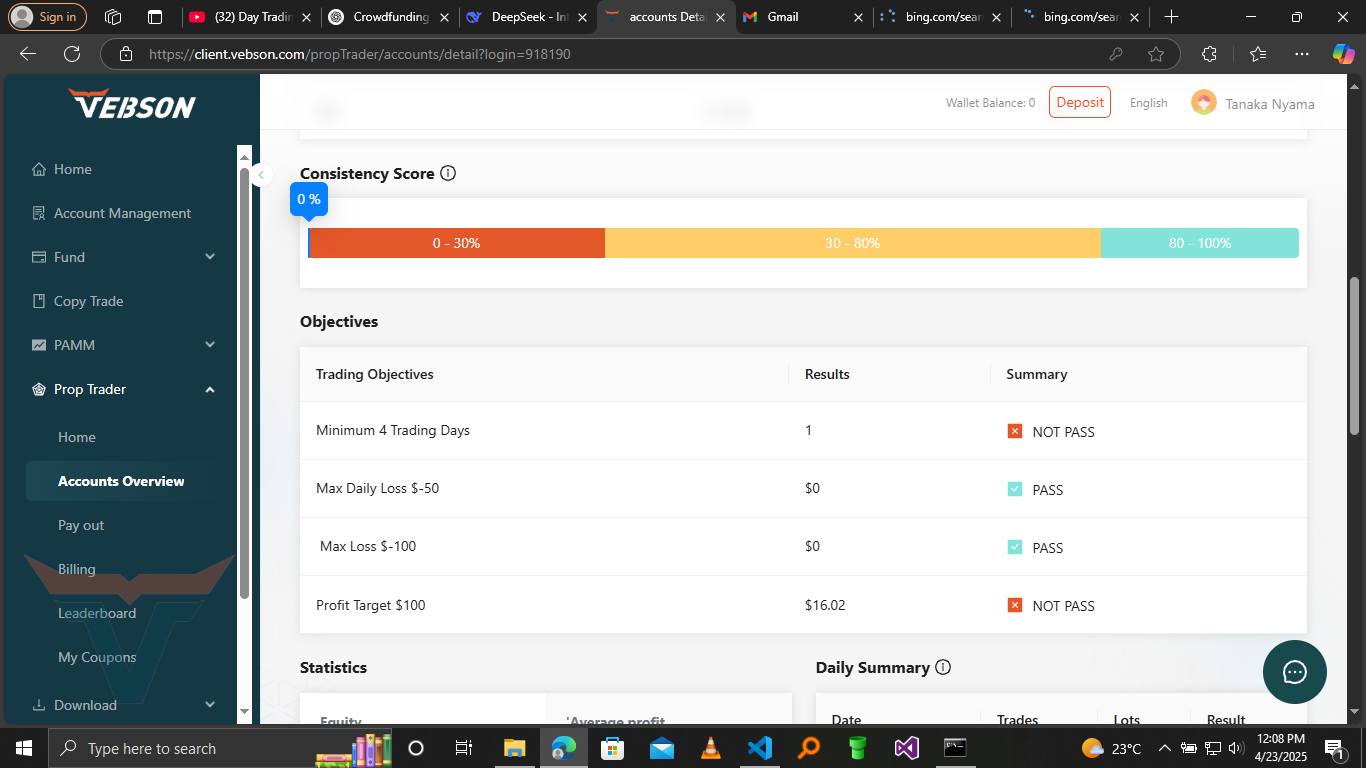 Sign in
(32) Day Tradin
Crowdfunding
DeepSeek - Int
accounts Detai
Gmail
bing.com/sear
bing.com/sear
https://client.vebson.com/propTrader/accounts/detail?login=918190
VEBSON
Wallet Balance: 0
Deposit
English
Tanaka Nyama
Home
Account Management
Fund
Copy Trade
PAMM
Prop Trader
Home
Accounts Overview
Pay out
Billing
Leaderboard
My Coupons
Download
Consistency Score
0 %
0 - 30%
30 - 80%
80 - 100%
Objectives
Trading Objectives Results Summary
Minimum 4 Trading Days 1 NOT PASS
Max Daily Loss $-50 $0 PASS
Max Loss $-100 $0 PASS
Profit Target $100 $16.02 NOT PASS
Statistics
Equity 'Average profit
Daily Summary
Date Trades Lots Result
Type here to search
23°C
12:08 PM
4/23/2025
1